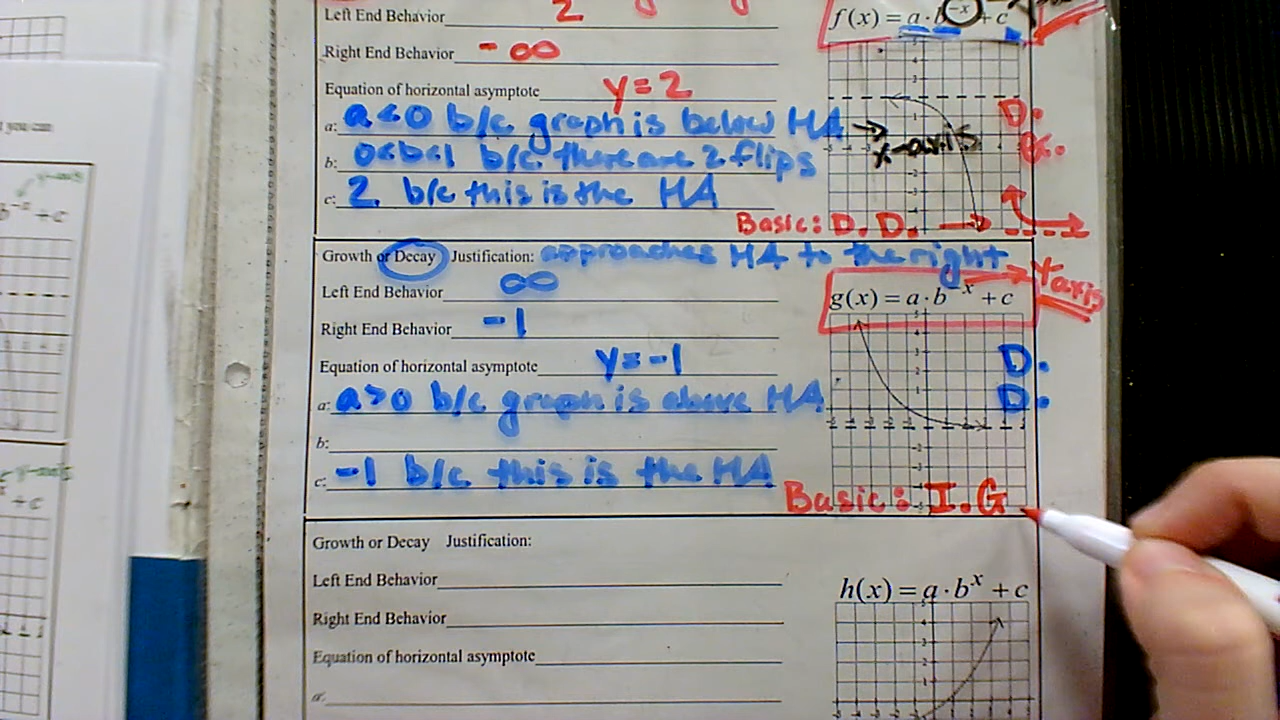 Left End Behavior 2
f(x) = a · b^-x + c
Right End Behavior -∞
Equation of horizontal asymptote y=2
a: a<0 b/c graph is below HA →
x-axis
b: 0<b<1 b/c there are 2 flips
c: 2 b/c this is the HA
D.
Basic: D. D. →
Growth or Decay Justification: approaches HA to the right
Left End Behavior ∞
g(x) = a · b^-x + c
Y axis
Right End Behavior -1
Equation of horizontal asymptote y=-1
D.
D.
a: a>0 b/c graph is above HA
b:
c: -1 b/c this is the HA
Basic: I.G
Growth or Decay Justification:
Left End Behavior
h(x) = a · b^x + c
Right End Behavior
Equation of horizontal asymptote
a:
you can
y-axis
b^-x + c
y-axis
+ c